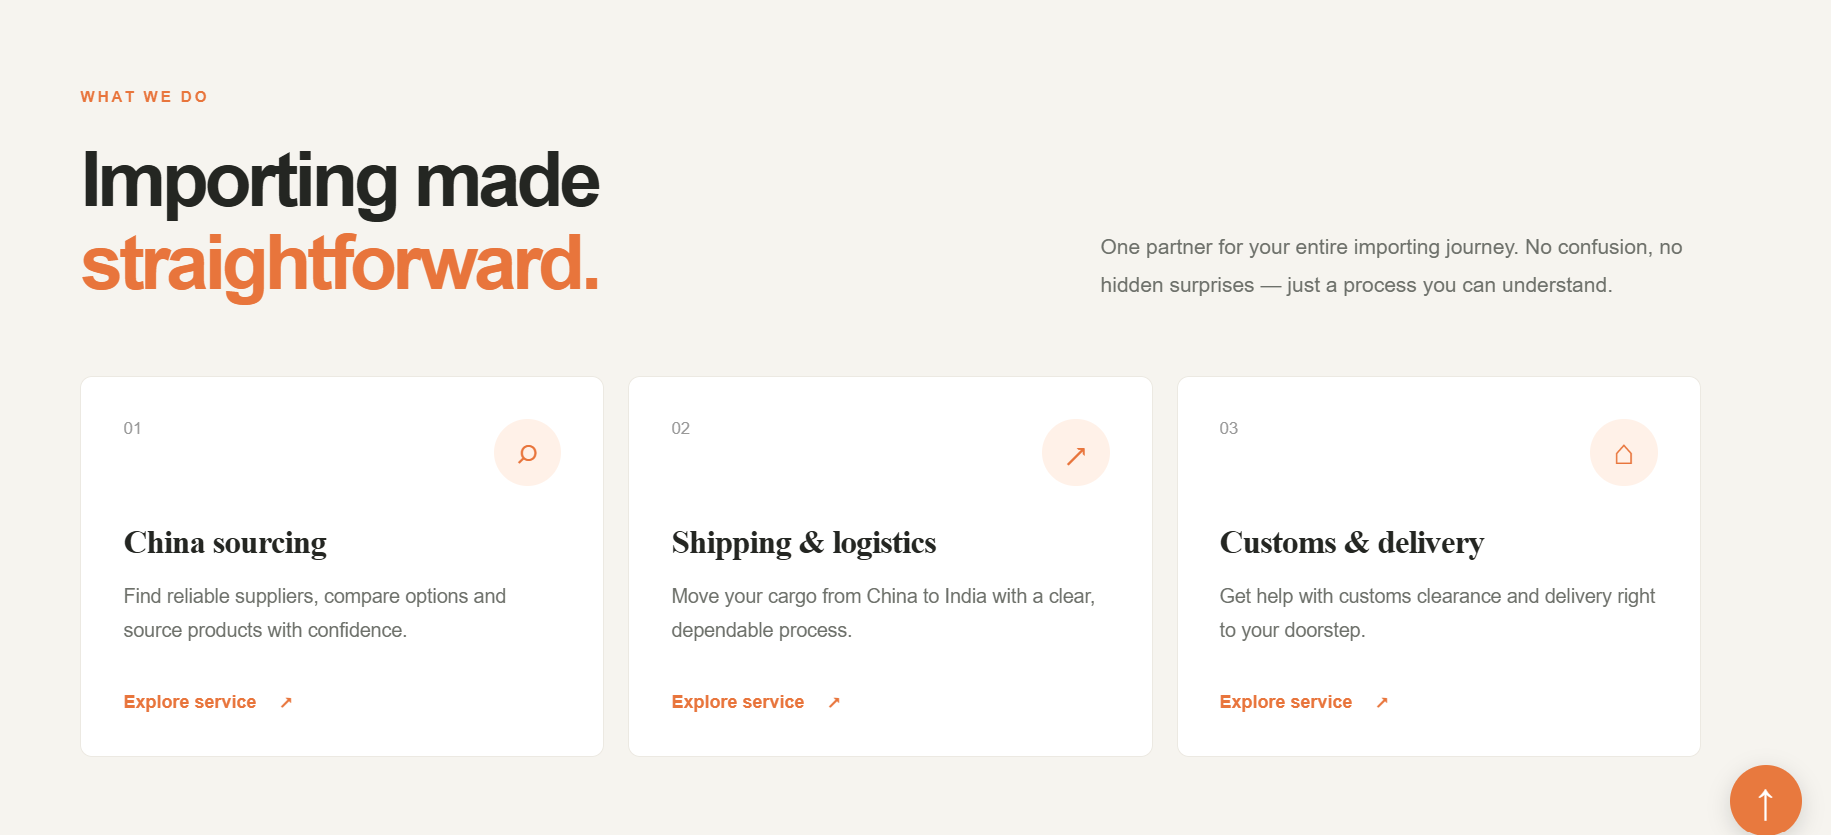 WHAT WE DO
Importing made
straightforward.
One partner for your entire importing journey. No confusion, no
hidden surprises — just a process you can understand.
01
China sourcing
Find reliable suppliers, compare options and
source products with confidence.
Explore service ↗
02
Shipping & logistics
Move your cargo from China to India with a clear,
dependable process.
Explore service ↗
03
Customs & delivery
Get help with customs clearance and delivery right
to your doorstep.
Explore service ↗